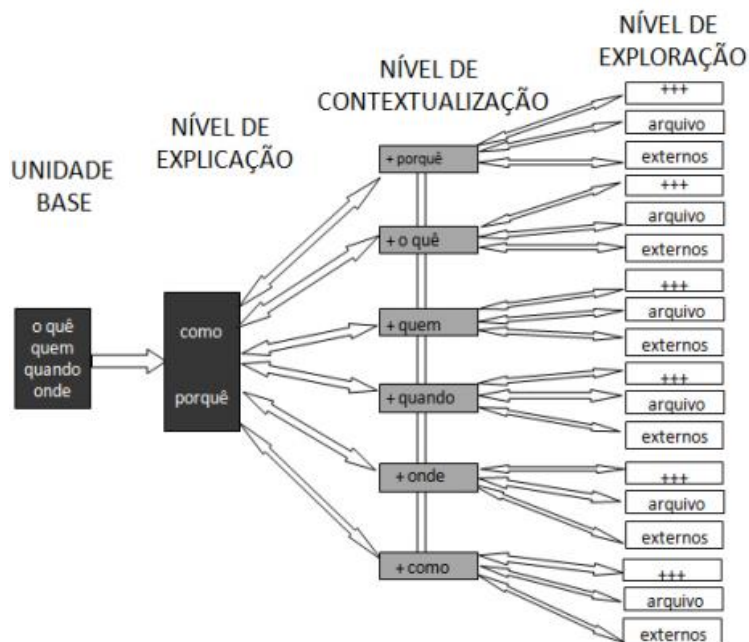 UNIDADE
BASE
o quê
quem
quando
onde
NÍVEL DE
EXPLICAÇÃO
como
porquê
NÍVEL DE
CONTEXTUALIZAÇÃO
+ porquê
+ o quê
+ quem
+ quando
+ onde
+ como
NÍVEL DE
EXPLORAÇÃO
+++
arquivo
externos
+++
arquivo
externos
+++
arquivo
externos
+++
arquivo
externos
+++
arquivo
externos
+++
arquivo
externos